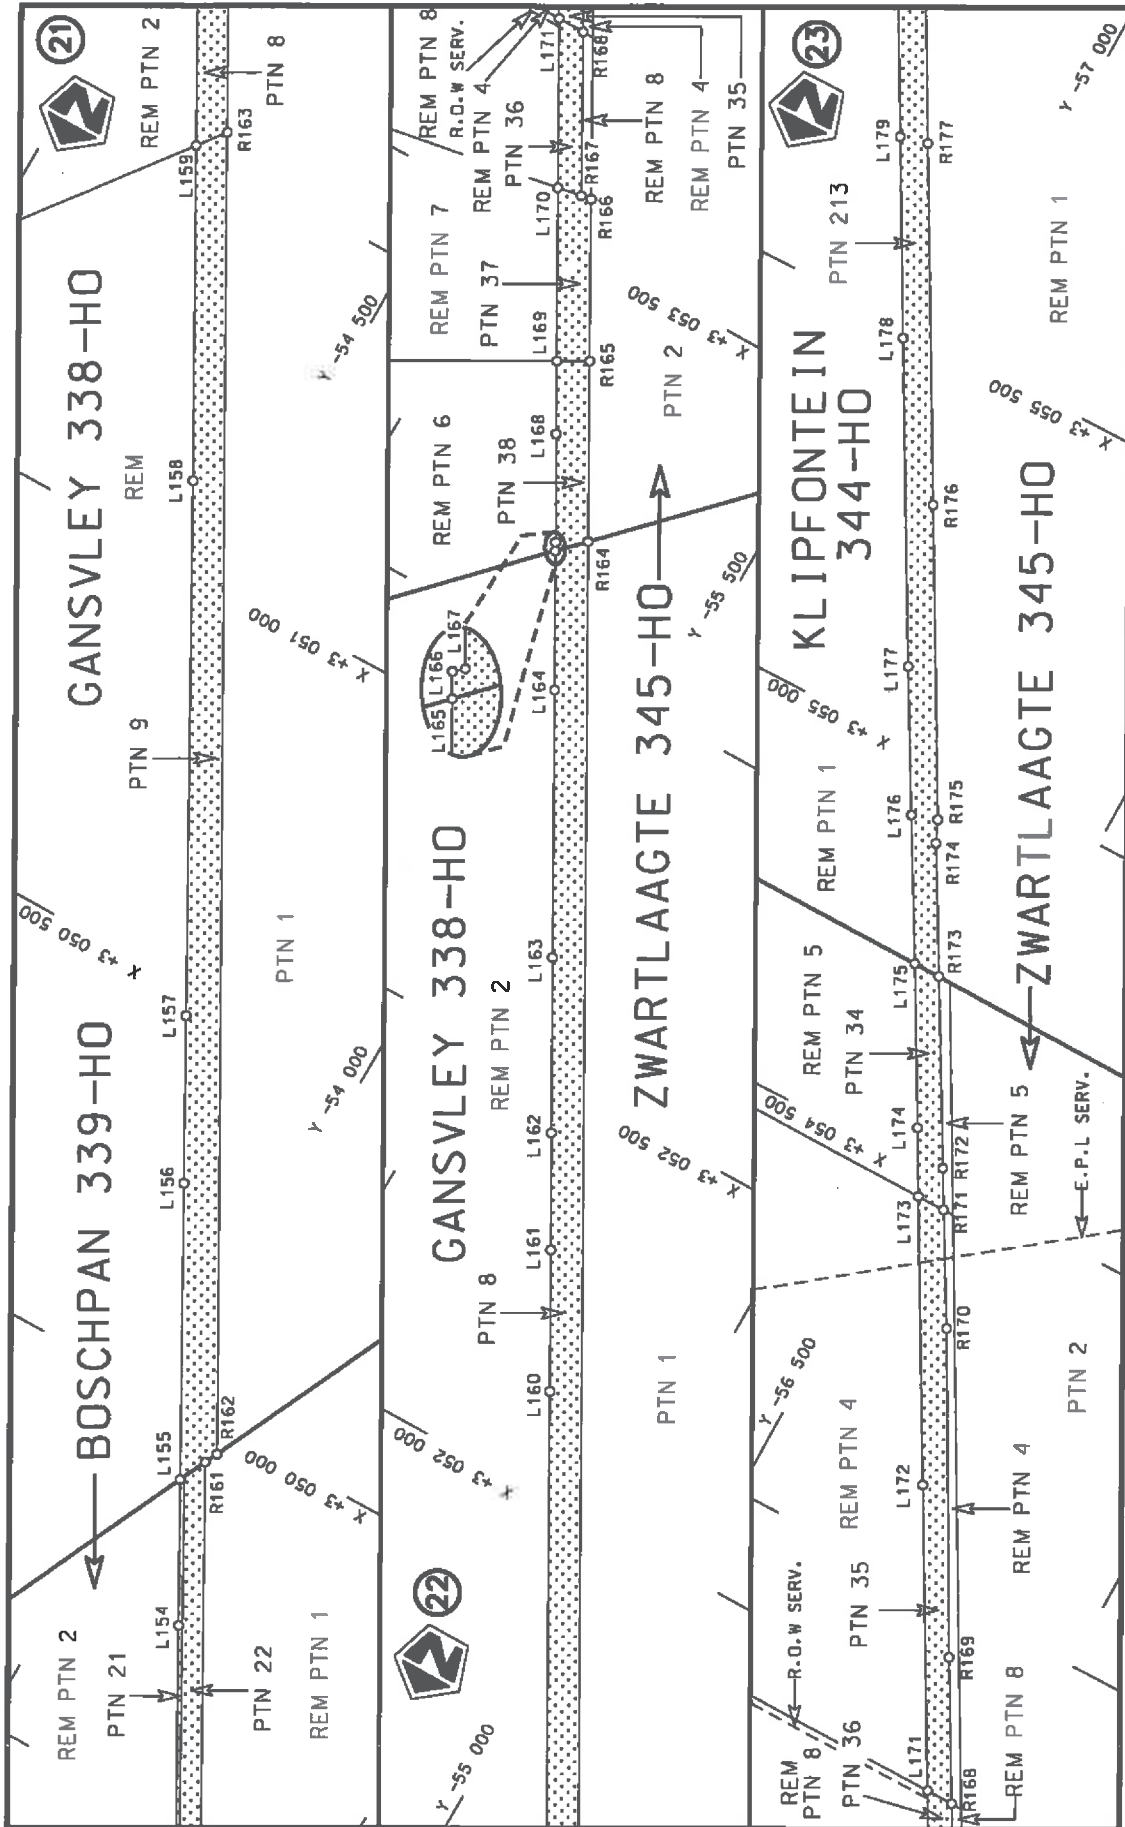 21
GANSVLEY 338-HO
REM PTN 2
PTN 8
L159
R163
REM
L158
X +3 051 000
Y -54 500
PTN 9
X +3 050 500
PTN 1
L157
Y -54 000
BOSCHPAN 339-HO
L156
L155
R162
R161
X +3 050 000
L154
REM PTN 2
PTN 21
PTN 22
REM PTN 1
22
REM PTN 8
R.O.W SERV.
REM PTN 4
PTN 36
L171
R168
REM PTN 7
PTN 37
L170
R167
R166
REM PTN 8
REM PTN 4
PTN 35
L169
R165
X +3 053 500
PTN 2
REM PTN 6
PTN 38
L168
R164
L165
L166
L167
L164
ZWARTLAAGTE 345-HO
Y -55 500
GANSVLEY 338-HO
REM PTN 2
L163
L162
X +3 052 500
L161
PTN 8
L160
PTN 1
X +3 052 000
Y -55 000
23
Y -57 000
L179
R177
PTN 213
REM PTN 1
KLIPFONTEIN
344-HO
L178
X +3 055 500
R176
L177
X +3 055 000
ZWARTLAAGTE 345-HO
REM PTN 1
L176
R175
R174
L175
R173
REM PTN 5
PTN 34
L174
X +3 054 500
R172
REM PTN 5
E.P.L SERV.
L173
R171
R170
PTN 2
Y -56 500
REM PTN 4
L172
REM PTN 4
R.O.W SERV.
PTN 35
R169
REM
PTN 8
PTN 36
L171
R168
REM PTN 8